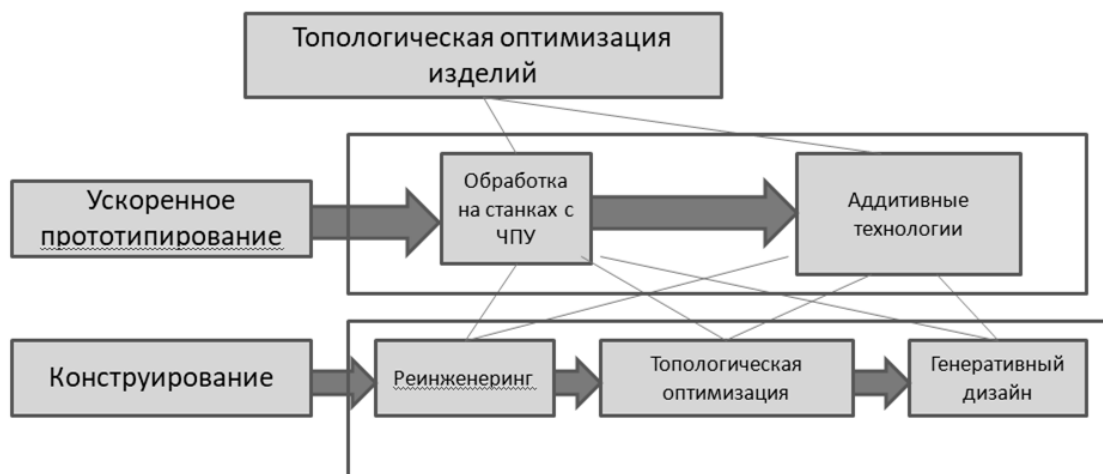 Топологическая оптимизация
изделий
Ускоренное
прототипирование
Обработка
на станках с
ЧПУ
Аддитивные
технологии
Конструирование
Реинженеринг
Топологическая
оптимизация
Генеративный
дизайн